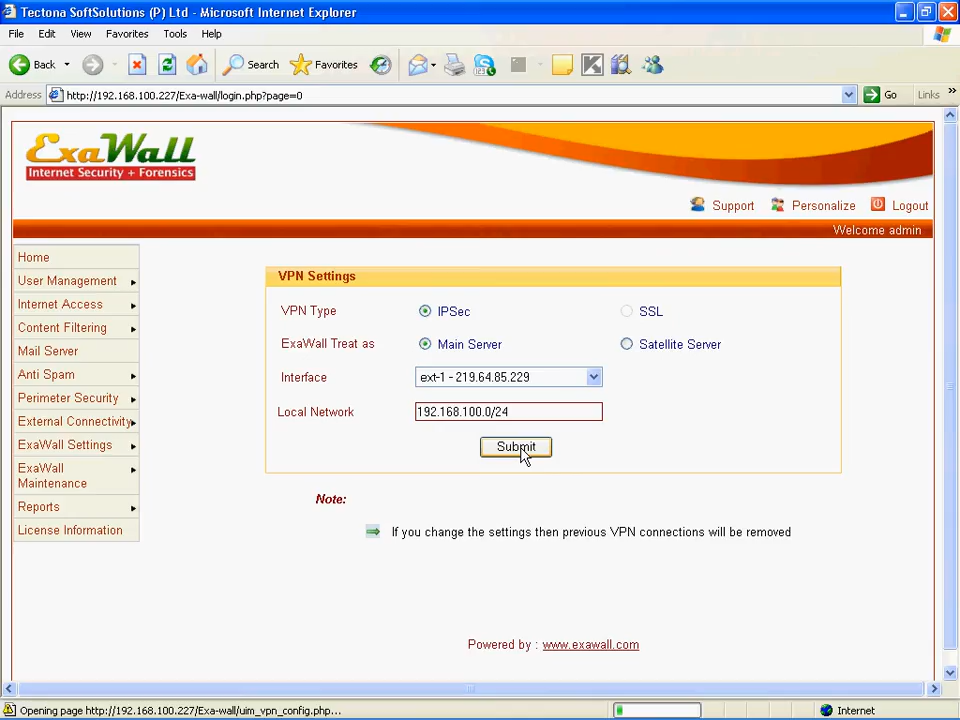 Tectona SoftSolutions (P) Ltd - Microsoft Internet Explorer
File Edit View Favorites Tools Help
Back Search Favorites
Address http://192.168.100.227/Exa-wall/login.php?page=0 Go Links »
ExaWall
Internet Security + Forensics
Support Personalize Logout
Welcome admin
Home
User Management
Internet Access
Content Filtering
Mail Server
Anti Spam
Perimeter Security
External Connectivity
ExaWall Settings
ExaWall
Maintenance
Reports
License Information
VPN Settings
VPN Type IPSec SSL
ExaWall Treat as Main Server Satellite Server
Interface ext-1 - 219.64.85.229
Local Network 192.168.100.0/24
Submit
Note:
If you change the settings then previous VPN connections will be removed
Powered by : www.exawall.com
Opening page http://192.168.100.227/Exa-wall/uim_vpn_config.php... Internet